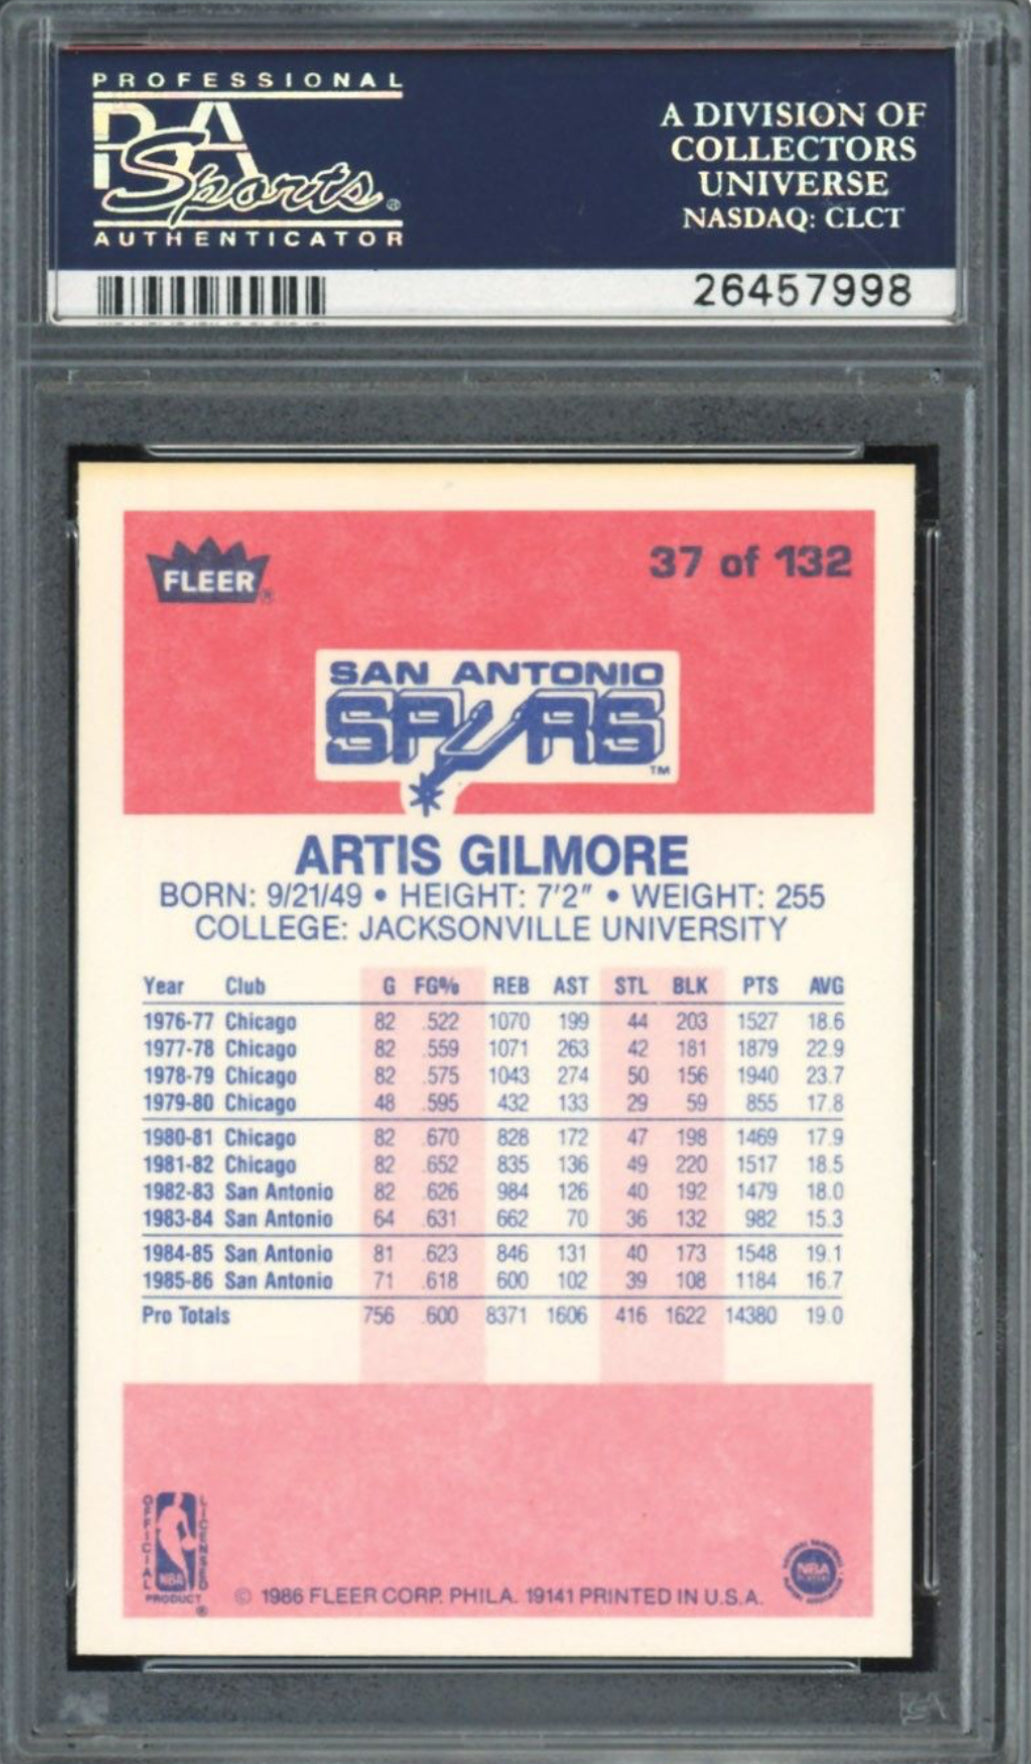 PROFESSIONAL
PSA
Sports®
AUTHENTICATOR
A DIVISION OF
COLLECTORS
UNIVERSE
NASDAQ: CLCT
26457998
FLEER®
37 of 132
SAN ANTONIO
SPURS
TM
ARTIS GILMORE
BORN: 9/21/49 • HEIGHT: 7'2" • WEIGHT: 255
COLLEGE: JACKSONVILLE UNIVERSITY
Year Club G FG% REB AST STL BLK PTS AVG
1976-77 Chicago 82 .522 1070 199 44 203 1527 18.6
1977-78 Chicago 82 .559 1071 263 42 181 1879 22.9
1978-79 Chicago 82 .575 1043 274 50 156 1940 23.7
1979-80 Chicago 48 .595 432 133 29 59 855 17.8
1980-81 Chicago 82 .670 828 172 47 198 1469 17.9
1981-82 Chicago 82 .652 835 136 49 220 1517 18.5
1982-83 San Antonio 82 .626 984 126 40 192 1479 18.0
1983-84 San Antonio 64 .631 662 70 36 132 982 15.3
1984-85 San Antonio 81 .623 846 131 40 173 1548 19.1
1985-86 San Antonio 71 .618 600 102 39 108 1184 16.7
Pro Totals 756 .600 8371 1606 416 1622 14380 19.0
OFFICIAL
LICENSED
NBA
PRODUCT
®
© 1986 FLEER CORP. PHILA. 19141 PRINTED IN U.S.A.
NBA